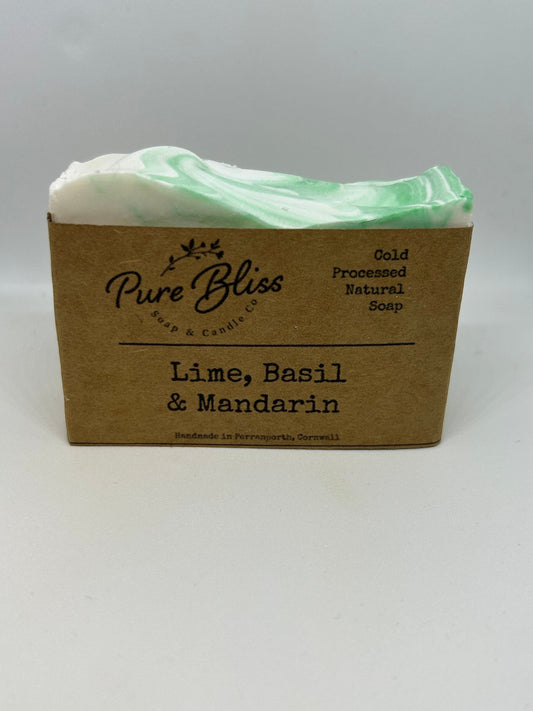 Pure Bliss
Soap & Candle Co
Cold
Processed
Natural
Soap
Lime, Basil
& Mandarin
Handmade in Perranporth, Cornwall